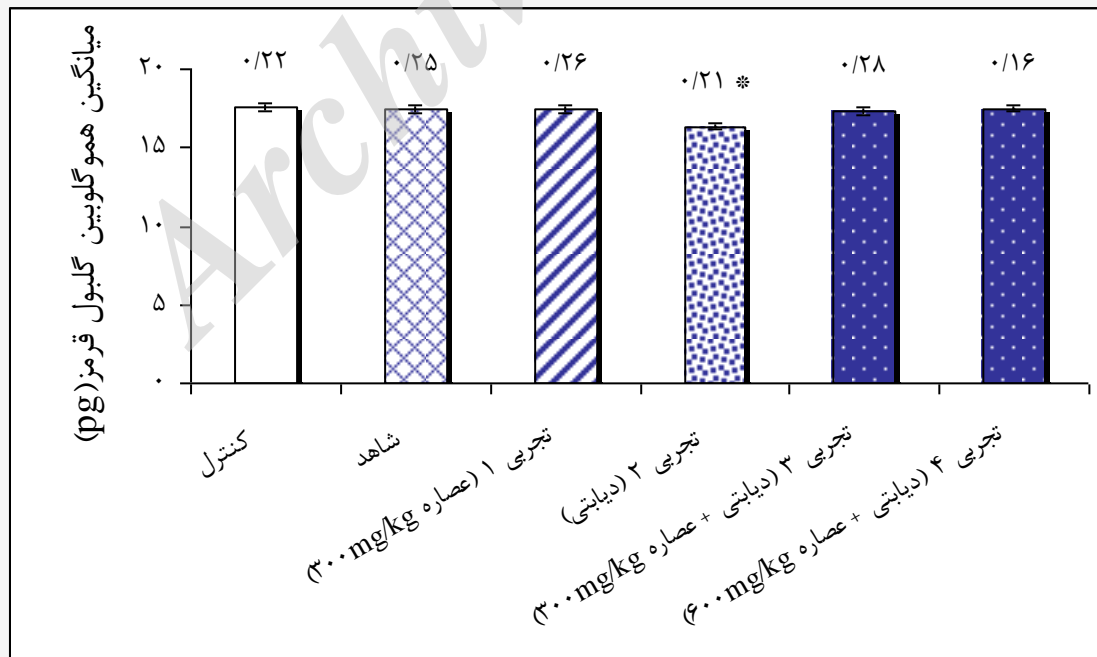 میانگین هموگلوبین گلبول قرمز(pg)
۲۰
۱۵
۱۰
۵
۰
۰/۲۲
۰/۲۵
۰/۲۶
۰/۲۱ *
۰/۲۸
۰/۱۶
کنترل
شاهد
تجربی ۱ (عصاره ۳۰۰mg/kg)
تجربی ۲ (دیابتی)
تجربی ۳ (دیابتی + عصاره ۳۰۰mg/kg)
تجربی ۴ (دیابتی + عصاره ۶۰۰mg/kg)
Archiv